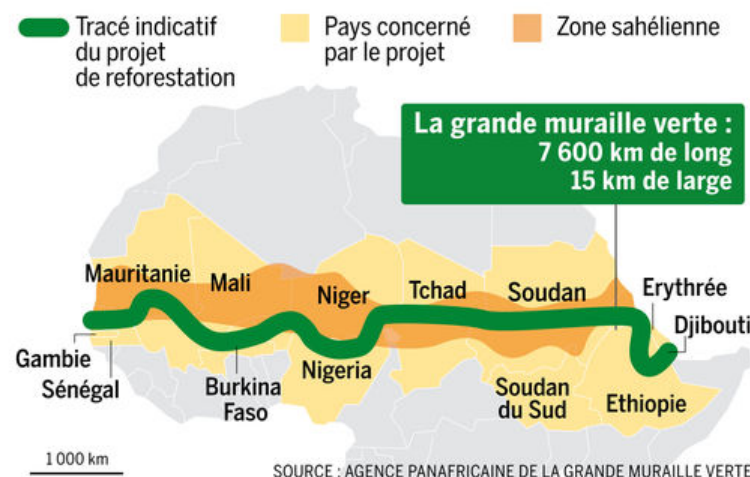 Tracé indicatif
du projet
de reforestation
Pays concerné
par le projet
Zone sahélienne
La grande muraille verte :
7 600 km de long
15 km de large
Mauritanie
Mali
Niger
Tchad
Soudan
Erythrée
Djibouti
Gambie
Sénégal
Burkina
Faso
Nigeria
Soudan
du Sud
Ethiopie
1 000 km
SOURCE : AGENCE PANAFRICAINE DE LA GRANDE MURAILLE VERTE